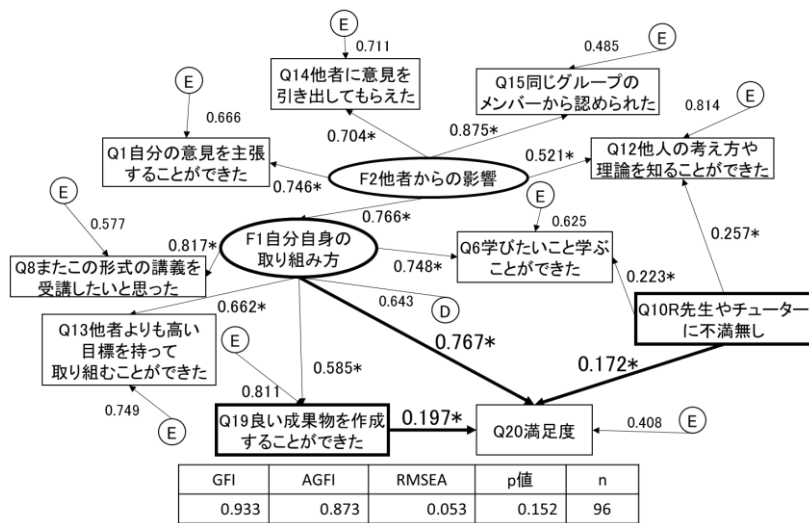 E
0.711
Q14他者に意見を
引き出してもらえた
E
0.485
Q15同じグループの
メンバーから認められた
E
0.666
Q1自分の意見を主張
することができた
E
0.814
Q12他人の考え方や
理論を知ることができた
0.704*
0.875*
0.746*
F2他者からの影響
0.521*
E
0.577
0.766*
E
0.625
0.257*
Q8またこの形式の講義を
受講したいと思った
0.817*
F1自分自身の
取り組み方
0.748*
Q6学びたいこと学ぶ
ことができた
0.223*
0.662*
0.643
D
Q10R先生やチューター
に不満無し
Q13他者よりも高い
目標を持って
取り組むことができた
E
0.749
E
0.811
0.585*
0.767*
0.172*
Q19良い成果物を作成
することができた
0.197*
Q20満足度
0.408
E
GFI AGFI RMSEA p値 n
0.933 0.873 0.053 0.152 96